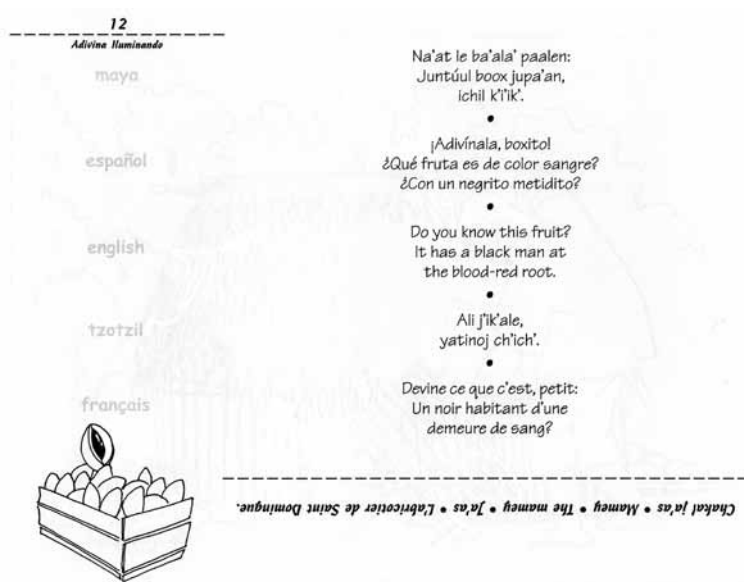 12
Adivina Iluminando
maya
Na'at le ba'ala' paalen:
Juntúul boox jupa'an,
ichil k'i'ik'.
•
español
¡Adivínala, boxito!
¿Qué fruta es de color sangre?
¿Con un negrito metidito?
•
english
Do you know this fruit?
It has a black man at
the blood-red root.
•
tzotzil
Ali j'ik'ale,
yatinoj ch'ich'.
•
français
Devine ce que c'est, petit:
Un noir habitant d'une
demeure de sang?
Chakal ja'as • Mamey • The mamey • Ja'as • L'abricotier de Saint Domingue.